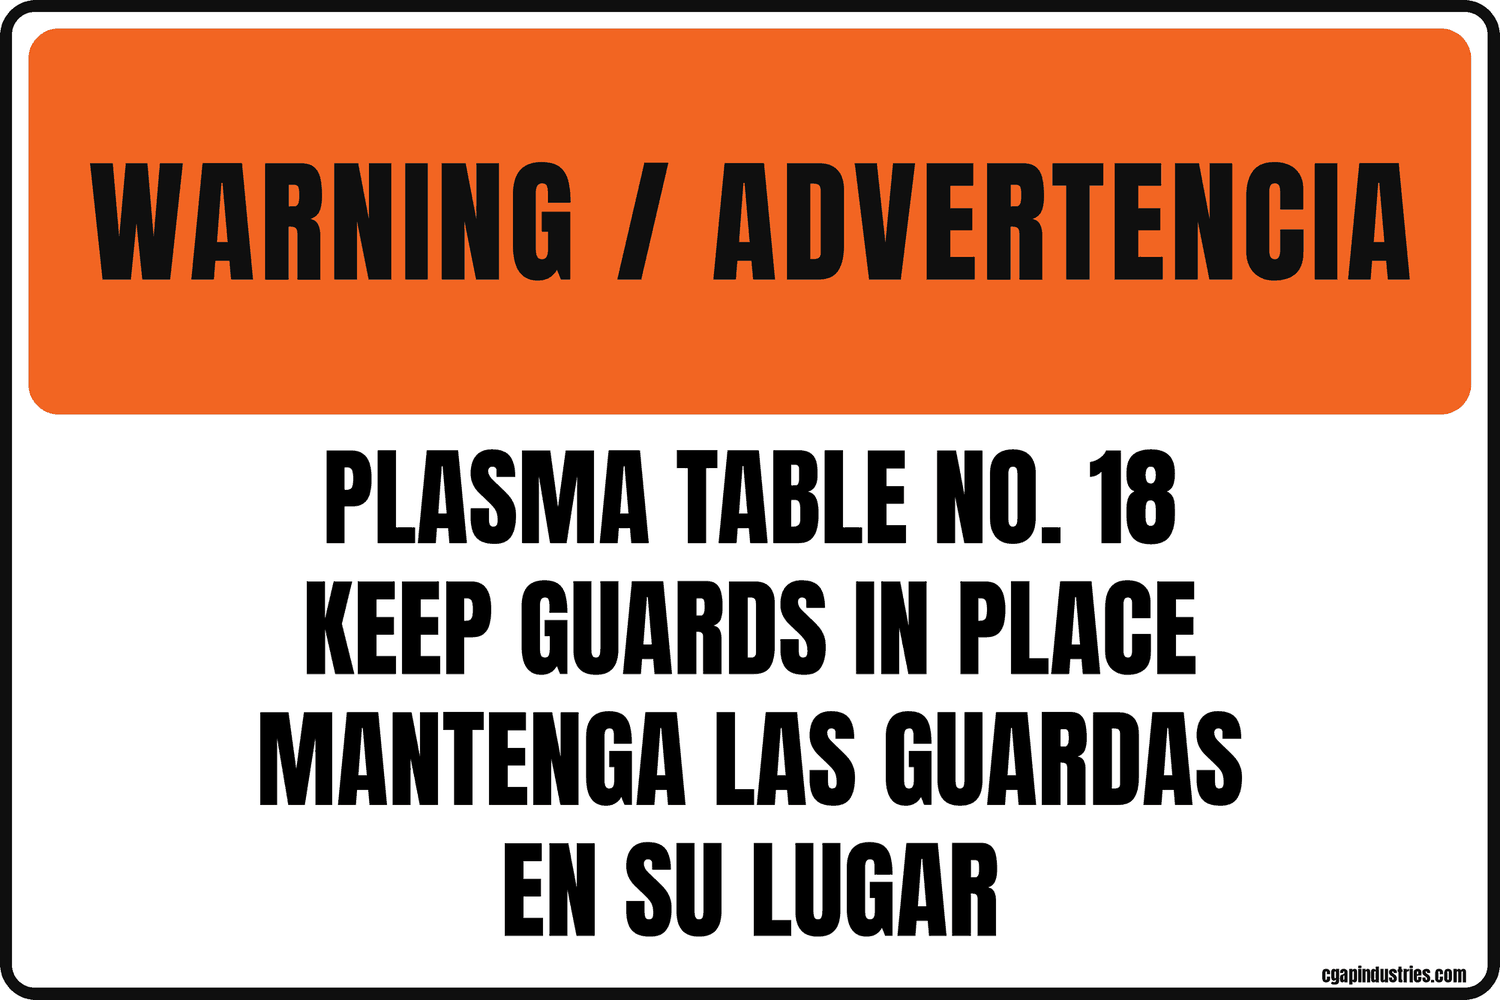 WARNING / ADVERTENCIA
PLASMA TABLE NO. 18
KEEP GUARDS IN PLACE
MANTENGA LAS GUARDAS
EN SU LUGAR
cgapindustries.com